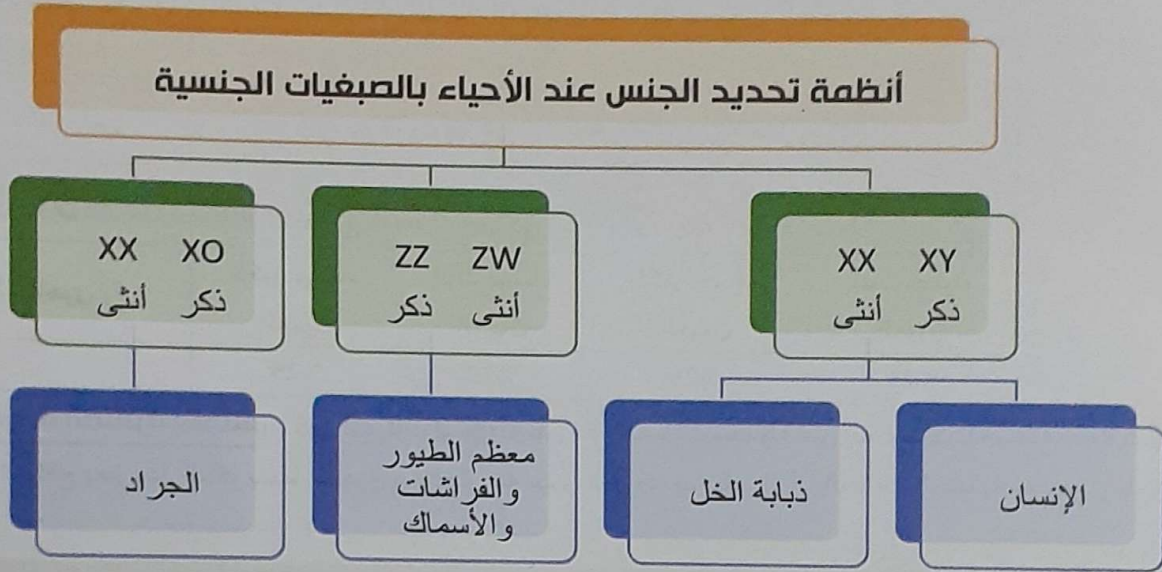 أنظمة تحديد الجنس عند الأحياء بالصبغيات الجنسية
XX XY
أنثى ذكر
ZZ ZW
ذكر أنثى
XX XO
أنثى ذكر
الإنسان
ذبابة الخل
معظم الطيور
والفراشات
والأسماك
الجراد